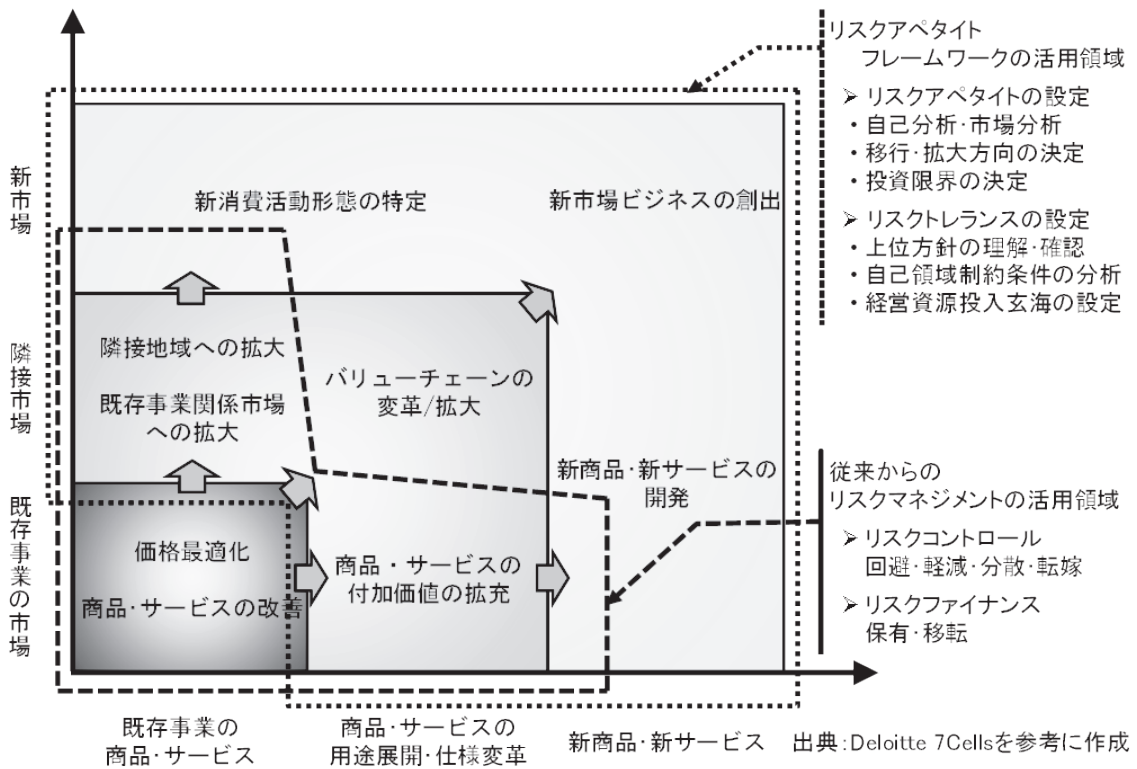 リスクアペタイト
フレームワークの活用領域
➢ リスクアペタイトの設定
・自己分析・市場分析
・移行・拡大方向の決定
・投資限界の決定
➢ リスクトレランスの設定
・上位方針の理解・確認
・自己領域制約条件の分析
・経営資源投入玄海の設定
新市場
隣接市場
既存事業の市場
新消費活動形態の特定
新市場ビジネスの創出
隣接地域への拡大
既存事業関係市場
への拡大
バリューチェーンの
変革/拡大
新商品・新サービスの
開発
価格最適化
商品・サービスの改善
商品・サービスの
付加価値の拡充
従来からの
リスクマネジメントの活用領域
➢ リスクコントロール
回避・軽減・分散・転嫁
➢ リスクファイナンス
保有・移転
既存事業の
商品・サービス
商品・サービスの
用途展開・仕様変革
新商品・新サービス
出典:Deloitte 7Cellsを参考に作成